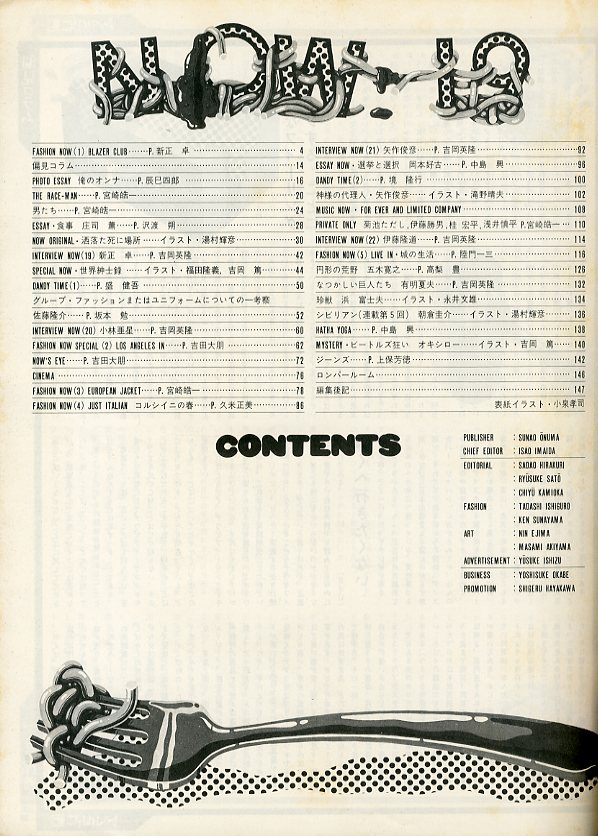 NOW-12
FASHION NOW(1) BLAZER CLUB……P. 新正 卓……4
偏見コラム……14
PHOTO ESSAY 俺のオンナ……P. 辰巳四郎……16
THE RACE-MAN……P. 宮崎皓一……20
男たち……P. 宮崎皓一……24
ESSAY・食事 庄司 薫……P. 沢渡 朔……28
NOW ORIGINAL・洒落た死に場所……イラスト・湯村輝彦……30
INTERVIEW NOW(19) 新正 卓……P. 吉岡英隆……42
SPECIAL NOW・世界紳士録……イラスト・福田隆義、吉岡 篤……44
DANDY TIME(1)……P. 盛 健吾……50
グループ・ファッションまたはユニフォームについての一考察
佐藤隆介……P. 坂本 勉……52
INTERVIEW NOW(20) 小林亜星……P. 吉岡英隆……60
FASHION NOW SPECIAL (2) LOS ANGELES IN……P. 吉田大朋……62
NOW'S EYE……P. 吉田大朋……72
CINEMA……76
FASHION NOW(3) EUROPEAN JACKET……P. 宮崎皓一……78
FASHION NOW(4) JUST ITALIAN コルシイニの春……P. 久米正美……86
INTERVIEW NOW(21) 矢作俊彦……P. 吉岡英隆……92
ESSAY NOW・選挙と選択 岡本好古……P. 中島 興……96
DANDY TIME(2)……P. 境 隆行……100
神様の代理人・矢作俊彦……イラスト・滝野晴夫……102
MUSIC NOW・FOR EVER AND LIMITED COMPANY……108
PRIVATE ONLY 菊池ただし,伊藤勝男,桂 宏平,浅井慎平 P.宮崎皓一……110
INTERVIEW NOW(22) 伊藤隆道……P. 吉岡英隆……114
FASHION NOW(5) LIVE IN・城の生活……P. 陸門一三……116
円形の荒野 五木寛之……P. 高梨 豊……126
なつかしい巨人たち 有明夏夫……P. 吉岡英隆……132
珍獣 浜 富士夫……イラスト・永井文雄……134
シビリアン(連載第5回) 朝倉圭介……イラスト・湯村輝彦……136
HATHA YOGA……P. 中島 興……138
MYSTERY・ビートルズ狂い オキシロー……イラスト・吉岡 篤……140
ジーンズ……P. 上保芳徳……142
ロンパールーム……146
編集後記……147
表紙イラスト・小泉孝司
CONTENTS
PUBLISHER : SUNAO ŌNUMA
CHIEF EDITOR : ISAO IMAIDA
EDITORIAL : SADAO HIRAKURI
: RYŪSUKE SATŌ
: CHIYŪ KAMIOKA
FASHION : TADASHI ISHIGURO
: KEN SUNAYAMA
ART : NIN EJIMA
: MASAMI AKIYAMA
ADVERTISEMENT : YŪSUKE ISHIZU
BUSINESS : YOSHISUKE OKABE
PROMOTION : SHIGERU HAYAKAWA